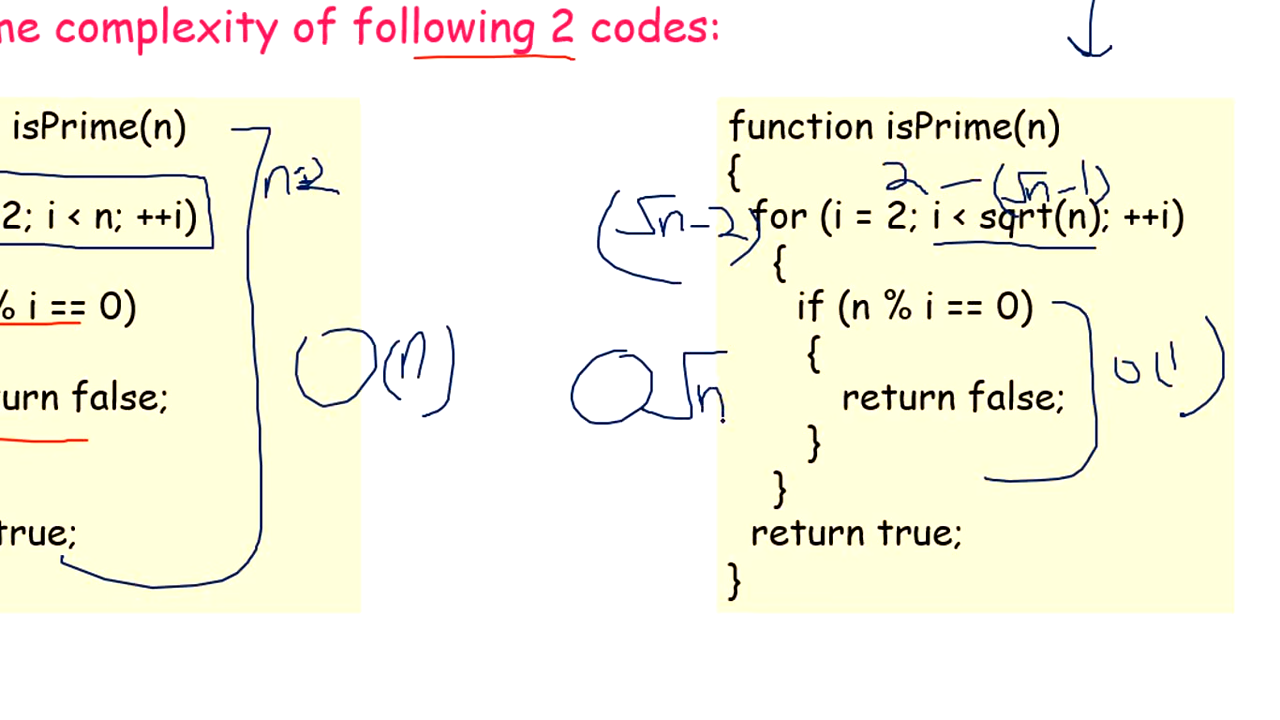 ne complexity of following 2 codes:
isPrime(n)
n-2
2; i < n; ++i)
% i == 0)
O(n)
urn false;
true;
function isPrime(n)
{
2 — (√n-1)
(√n-2)
for (i = 2; i < sqrt(n); ++i)
{
if (n % i == 0)
{
O(1)
O√n
return false;
}
}
return true;
}